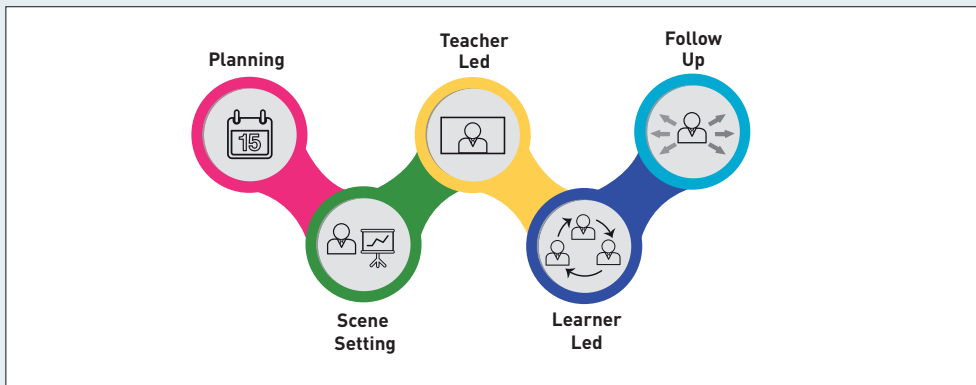 Planning
15
Scene
Setting
Teacher
Led
Learner
Led
Follow
Up